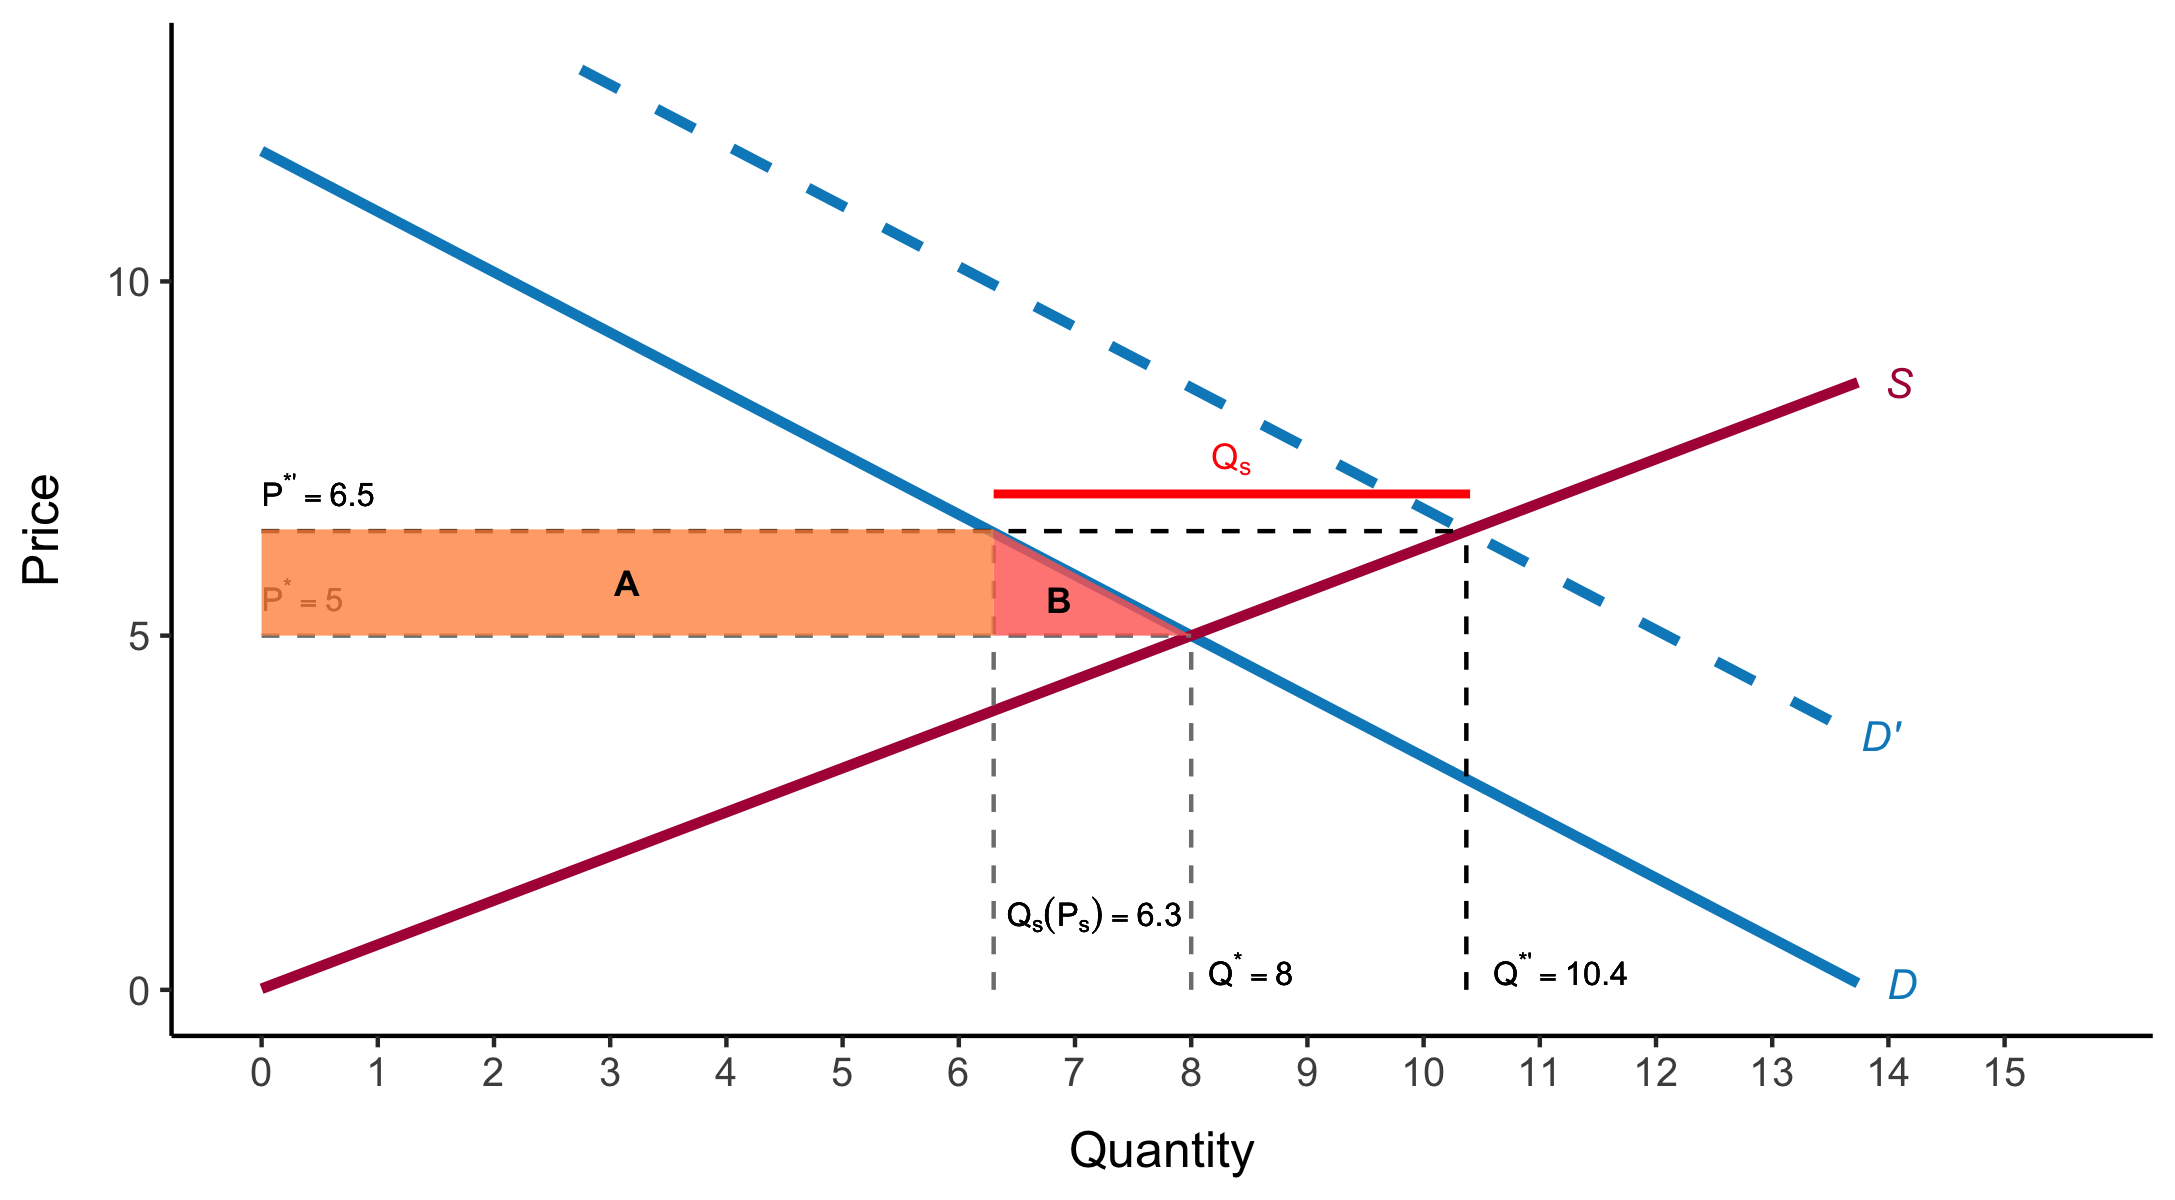 10
5
0
Price
P*' = 6.5
P* = 5
A
B
Qs
S
D'
D
Qs(Ps) = 6.3
Q* = 8
Q*' = 10.4
0 1 2 3 4 5 6 7 8 9 10 11 12 13 14 15
Quantity